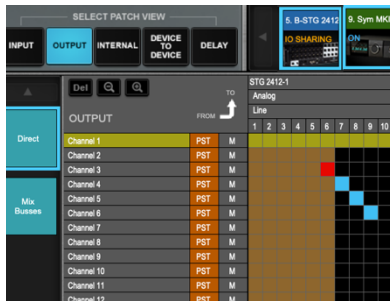 SELECT PATCH VIEW
INPUT
OUTPUT
INTERNAL
DEVICE
TO
DEVICE
DELAY
5. B-STG 2412
IO SHARING
9. Sym MKI
ON
Del
TO
OUTPUT
FROM
STG 2412-1
Analog
Line
1 2 3 4 5 6 7 8 9 10
Direct
Mix
Busses
Channel 1 PST M
Channel 2 PST M
Channel 3 PST M
Channel 4 PST M
Channel 5 PST M
Channel 6 PST M
Channel 7 PST M
Channel 8 PST M
Channel 9 PST M
Channel 10 PST M
Channel 11 PST M
Channel 12 PST M